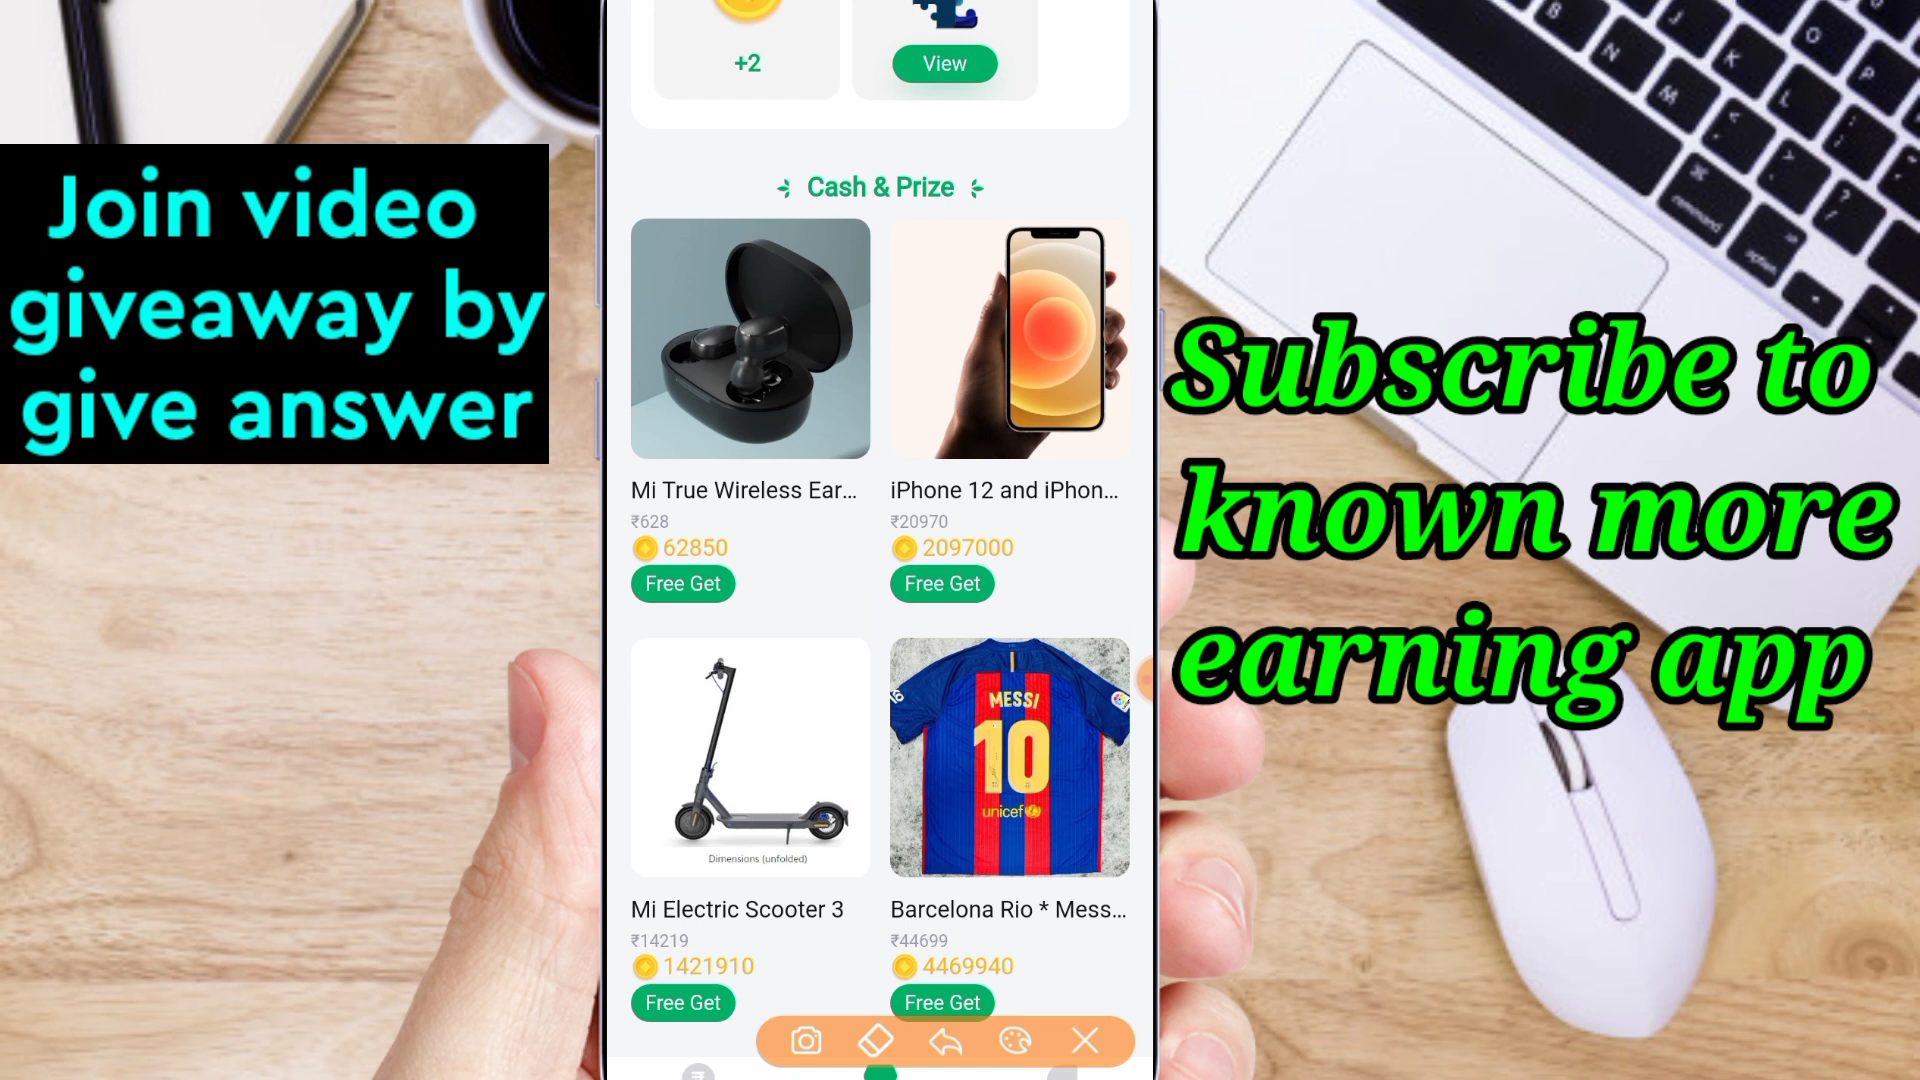 Join video
giveaway by
give answer
+2
View
Cash & Prize
Mi True Wireless Ear...
₹628
62850
Free Get
iPhone 12 and iPhon...
₹20970
2097000
Free Get
MESSI
10
unicef
Dimensions (unfolded)
Mi Electric Scooter 3
₹14219
1421910
Free Get
Barcelona Rio * Mess...
₹44699
4469940
Free Get
Subscribe to
known more
earning app
B
N
M
J
K
L
O
P
command
option